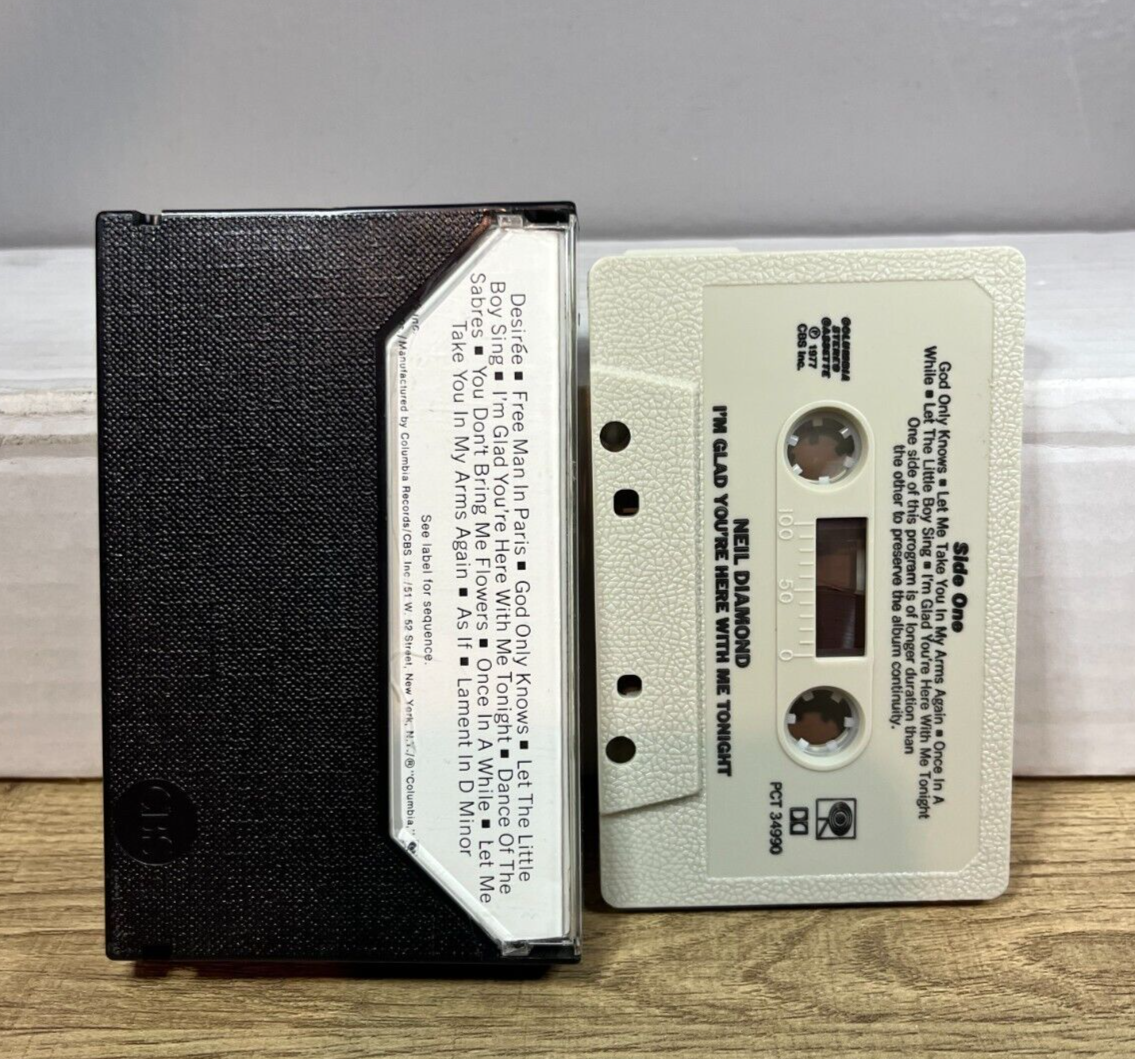 Desirée ■ Free Man In Paris ■ God Only Knows ■ Let The Little
Boy Sing ■ I'm Glad You're Here With Me Tonight ■ Dance Of The
Sabres ■ You Don't Bring Me Flowers ■ Once In A While ■ Let Me
Take You In My Arms Again ■ As If ■ Lament In D Minor
See label for sequence.
/Manufactured by Columbia Records/CBS Inc./51 W. 52 Street, New York, N.Y./® "Columbia,"
CBS
Side One
God Only Knows ■ Let Me Take You In My Arms Again ■ Once In A
While ■ Let The Little Boy Sing ■ I'm Glad You're Here With Me Tonight
One side of this program is of longer duration than
the other to preserve the album continuity.
COLUMBIA
STEREO
CASSETTE
℗ 1977
CBS Inc.
100 50 0
PCT 34990
NEIL DIAMOND
I'M GLAD YOU'RE HERE WITH ME TONIGHT